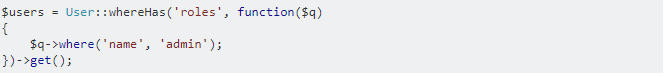 $users = User::whereHas('roles', function($q)
{
    $q->where('name', 'admin');
})->get();